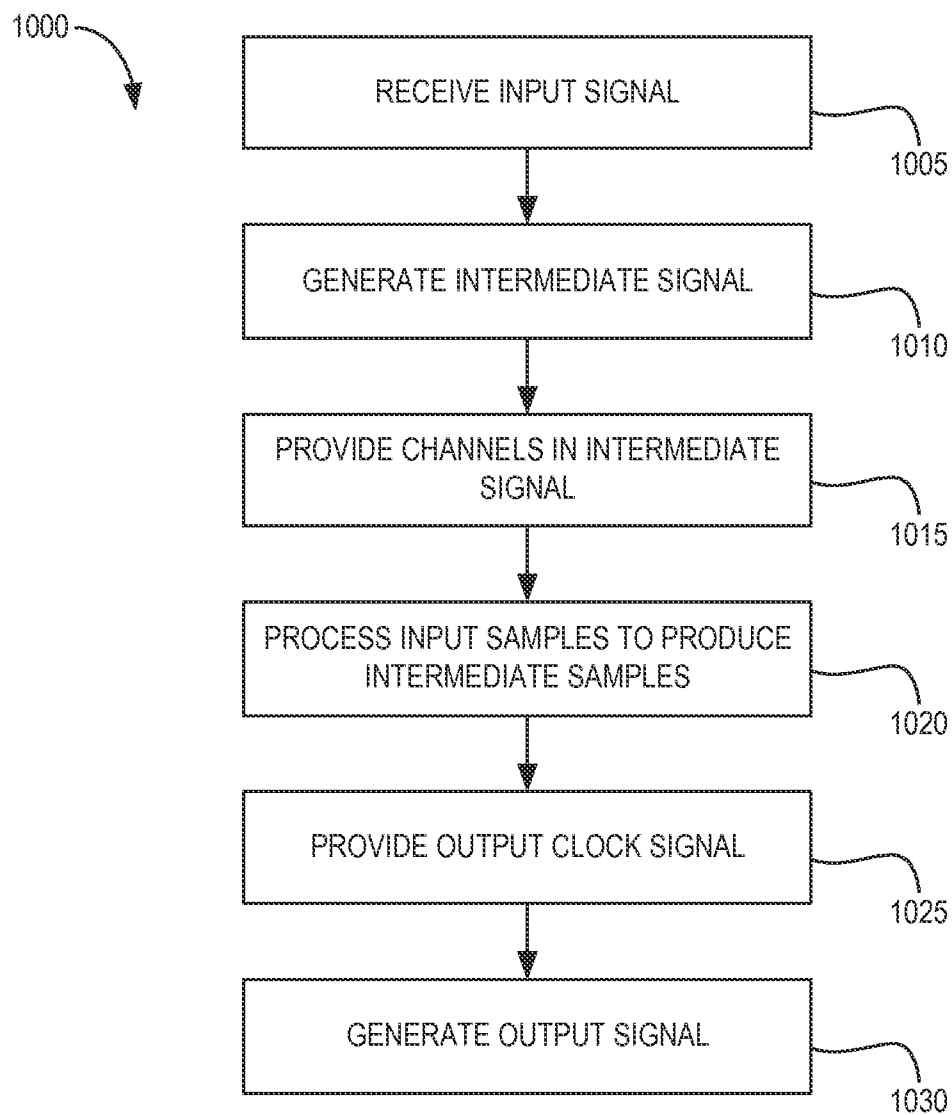 1000
RECEIVE INPUT SIGNAL
1005
GENERATE INTERMEDIATE SIGNAL
1010
PROVIDE CHANNELS IN INTERMEDIATE
SIGNAL
1015
PROCESS INPUT SAMPLES TO PRODUCE
INTERMEDIATE SAMPLES
1020
PROVIDE OUTPUT CLOCK SIGNAL
1025
GENERATE OUTPUT SIGNAL
1030